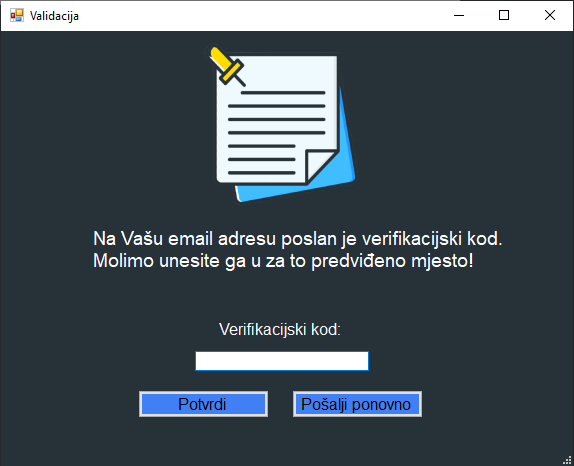 Validacija
Na Vašu email adresu poslan je verifikacijski kod.
Molimo unesite ga u za to predviđeno mjesto!
Verifikacijski kod:
Potvrdi
Pošalji ponovno